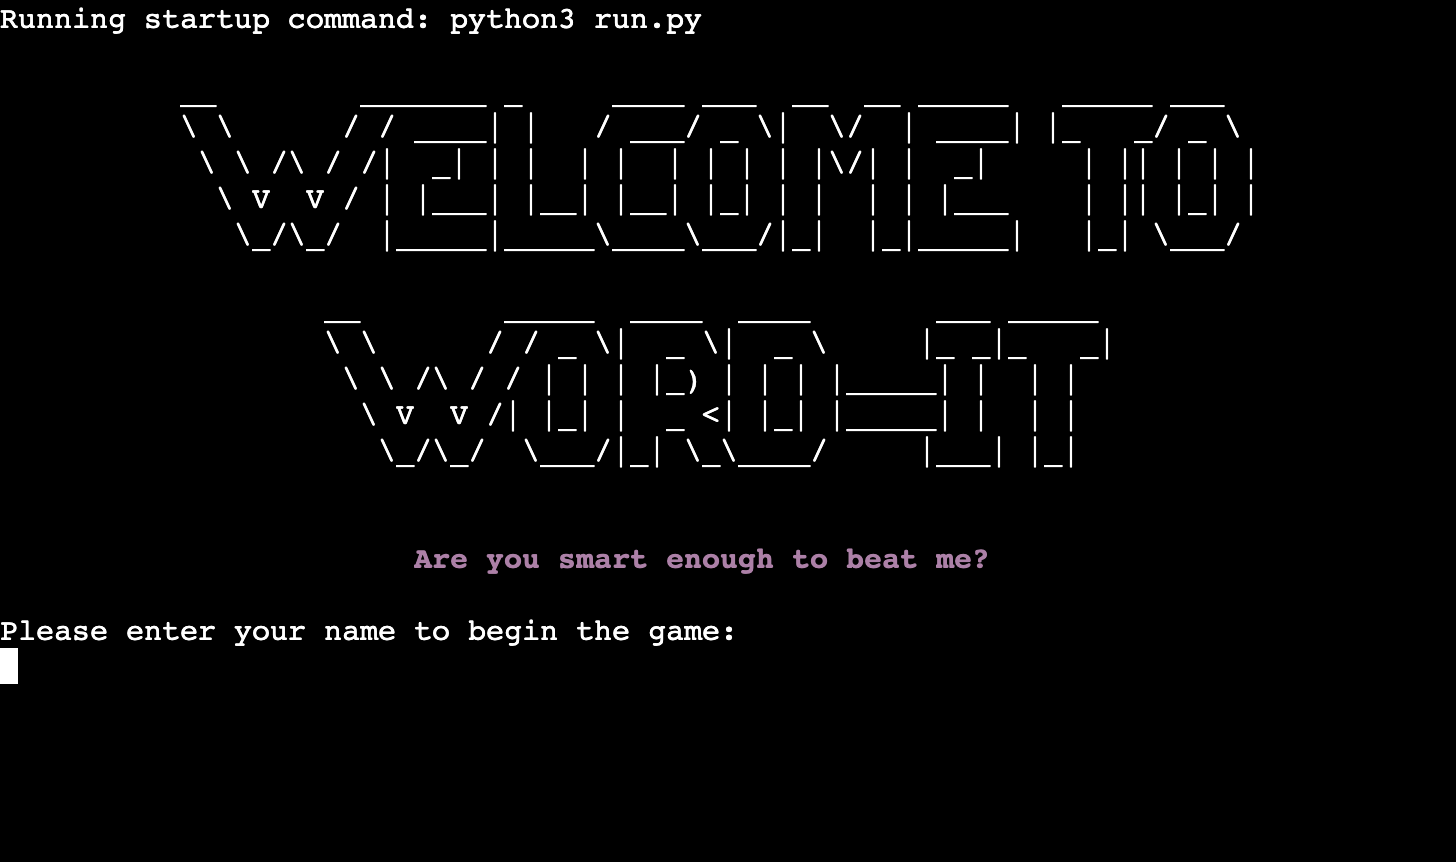 Running startup command: python3 run.py
WELCOME TO
WORD-IT
Are you smart enough to beat me?
Please enter your name to begin the game: